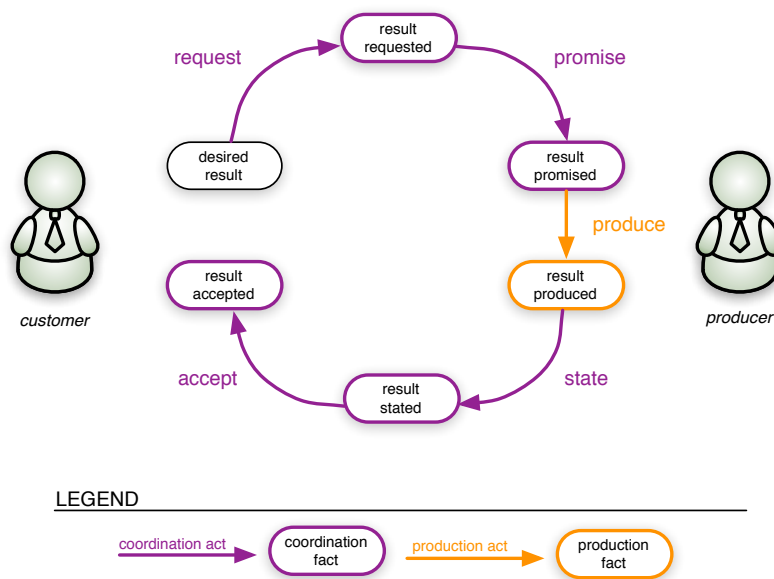 result
requested
request
promise
desired
result
result
promised
produce
result
accepted
result
produced
customer
producer
accept
state
result
stated
LEGEND
coordination act
coordination
fact
production act
production
fact